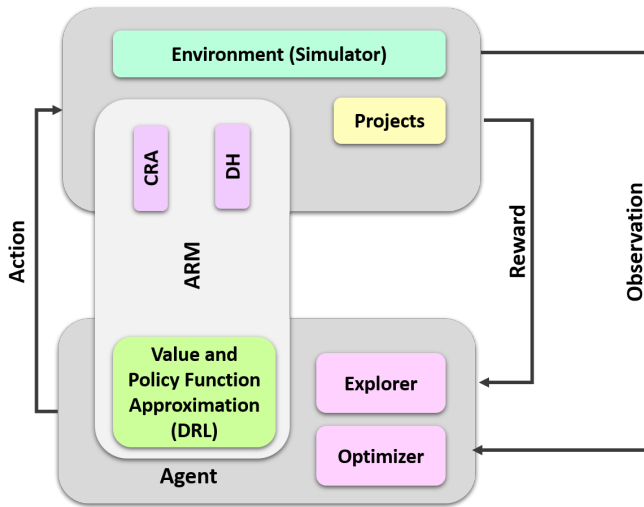 Environment (Simulator)
Projects
CRA
DH
ARM
Action
Reward
Observation
Value and
Policy Function
Approximation
(DRL)
Explorer
Optimizer
Agent